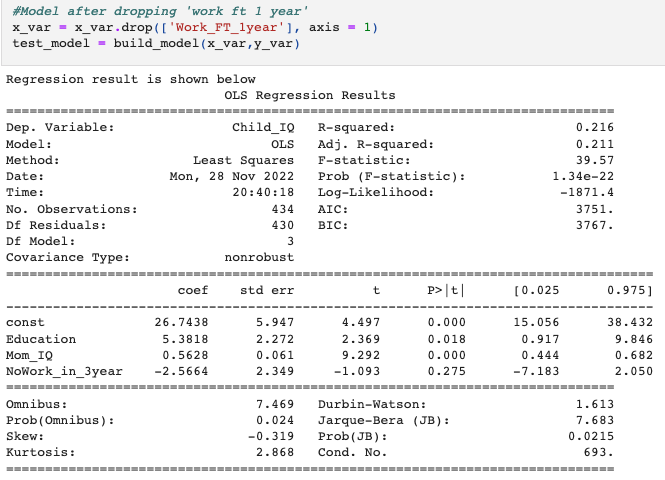 #Model after dropping 'work ft 1 year'
x_var = x_var.drop(['Work_FT_1year'], axis = 1)
test_model = build_model(x_var,y_var)
Regression result is shown below
OLS Regression Results
==============================================================================
Dep. Variable: Child_IQ R-squared: 0.216
Model: OLS Adj. R-squared: 0.211
Method: Least Squares F-statistic: 39.57
Date: Mon, 28 Nov 2022 Prob (F-statistic): 1.34e-22
Time: 20:40:18 Log-Likelihood: -1871.4
No. Observations: 434 AIC: 3751.
Df Residuals: 430 BIC: 3767.
Df Model: 3
Covariance Type: nonrobust
===================================================================================
coef std err t P>|t| [0.025 0.975]
-----------------------------------------------------------------------------------
const 26.7438 5.947 4.497 0.000 15.056 38.432
Education 5.3818 2.272 2.369 0.018 0.917 9.846
Mom_IQ 0.5628 0.061 9.292 0.000 0.444 0.682
NoWork_in_3year -2.5664 2.349 -1.093 0.275 -7.183 2.050
==============================================================================
Omnibus: 7.469 Durbin-Watson: 1.613
Prob(Omnibus): 0.024 Jarque-Bera (JB): 7.683
Skew: -0.319 Prob(JB): 0.0215
Kurtosis: 2.868 Cond. No. 693.
==============================================================================